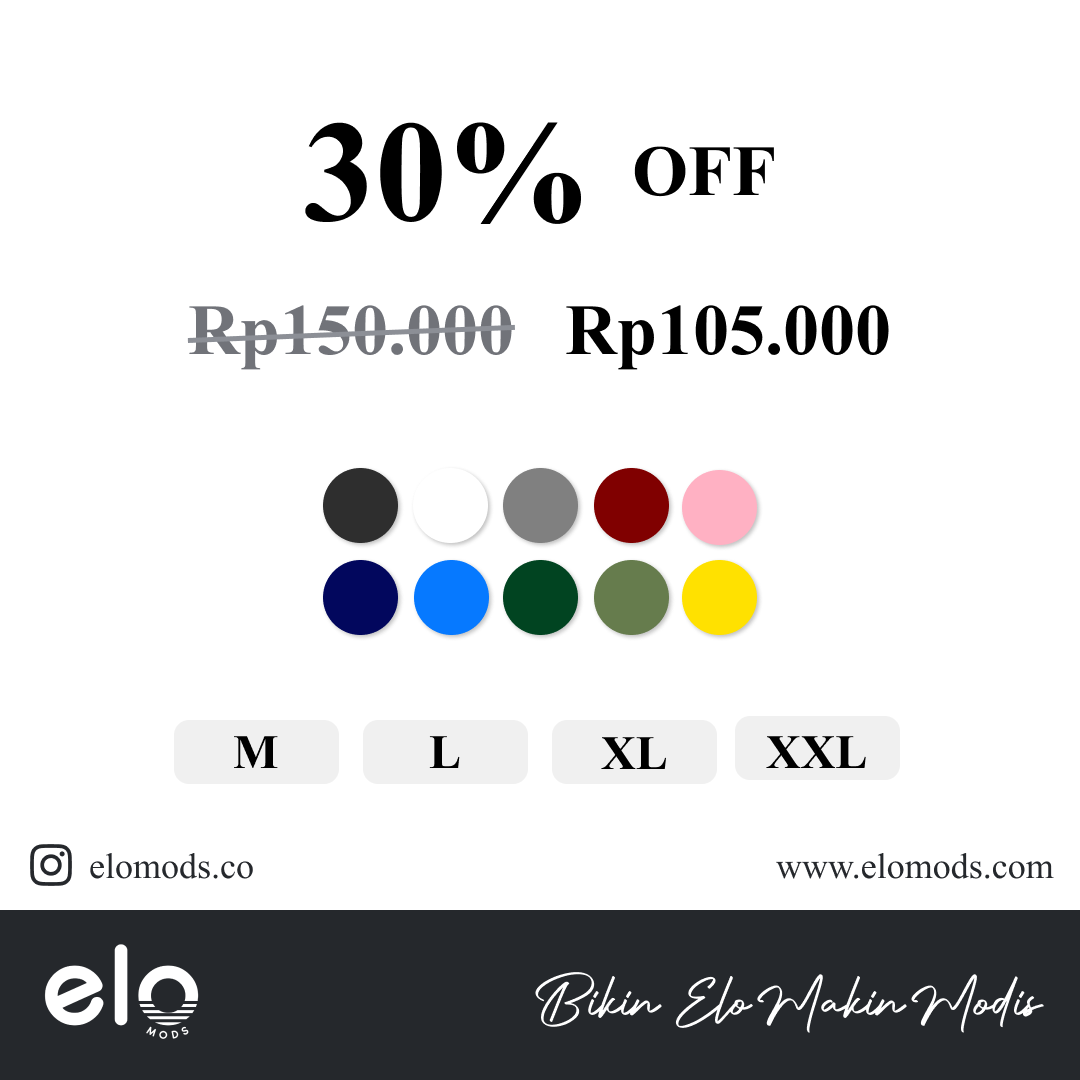 30% OFF
Rp150.000 Rp105.000
M L XL XXL
elomods.co www.elomods.com
elo
MODS
Bikin Elo Makin Modis